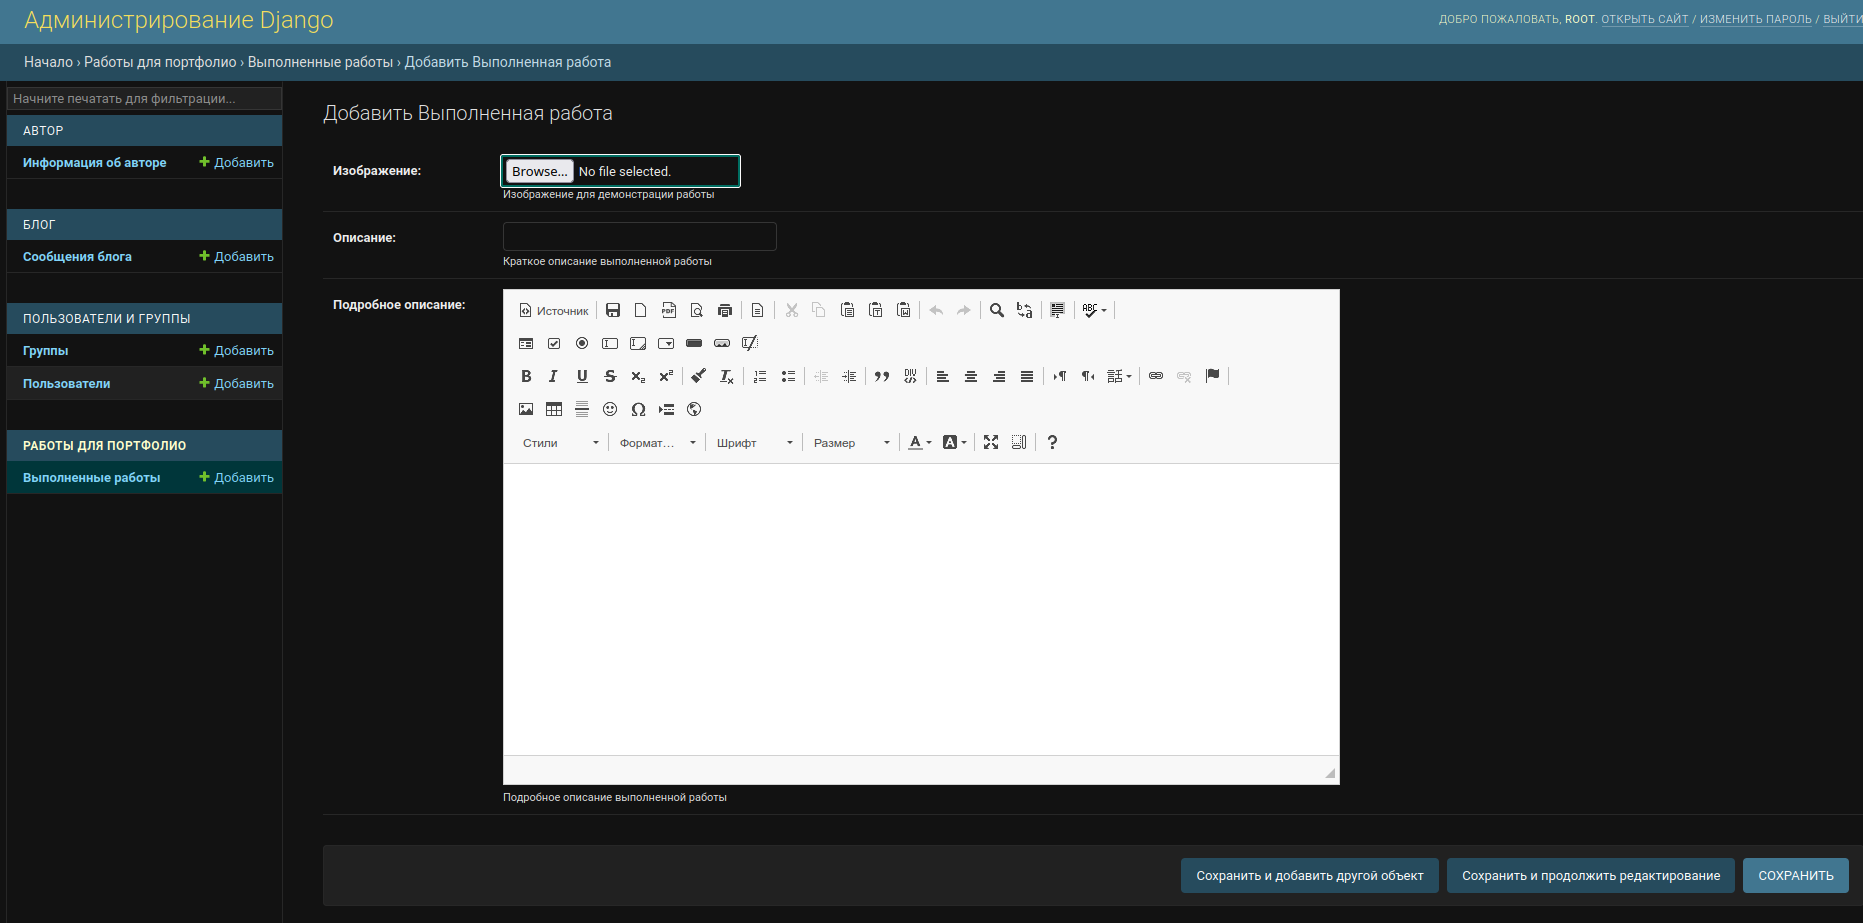 Администрирование Django
ДОБРО ПОЖАЛОВАТЬ, ROOT. ОТКРЫТЬ САЙТ / ИЗМЕНИТЬ ПАРОЛЬ / ВЫЙТИ
Начало › Работы для портфолио › Выполненные работы › Добавить Выполненная работа
Начните печатать для фильтрации...
АВТОР
Информация об авторе + Добавить
БЛОГ
Сообщения блога + Добавить
ПОЛЬЗОВАТЕЛИ И ГРУППЫ
Группы + Добавить
Пользователи + Добавить
РАБОТЫ ДЛЯ ПОРТФОЛИО
Выполненные работы + Добавить
Добавить Выполненная работа
Изображение: Browse... No file selected.
Изображение для демонстрации работы
Описание:
Краткое описание выполненной работы
Подробное описание:
Источник
Стили Формат... Шрифт Размер
Подробное описание выполненной работы
Сохранить и добавить другой объект Сохранить и продолжить редактирование СОХРАНИТЬ